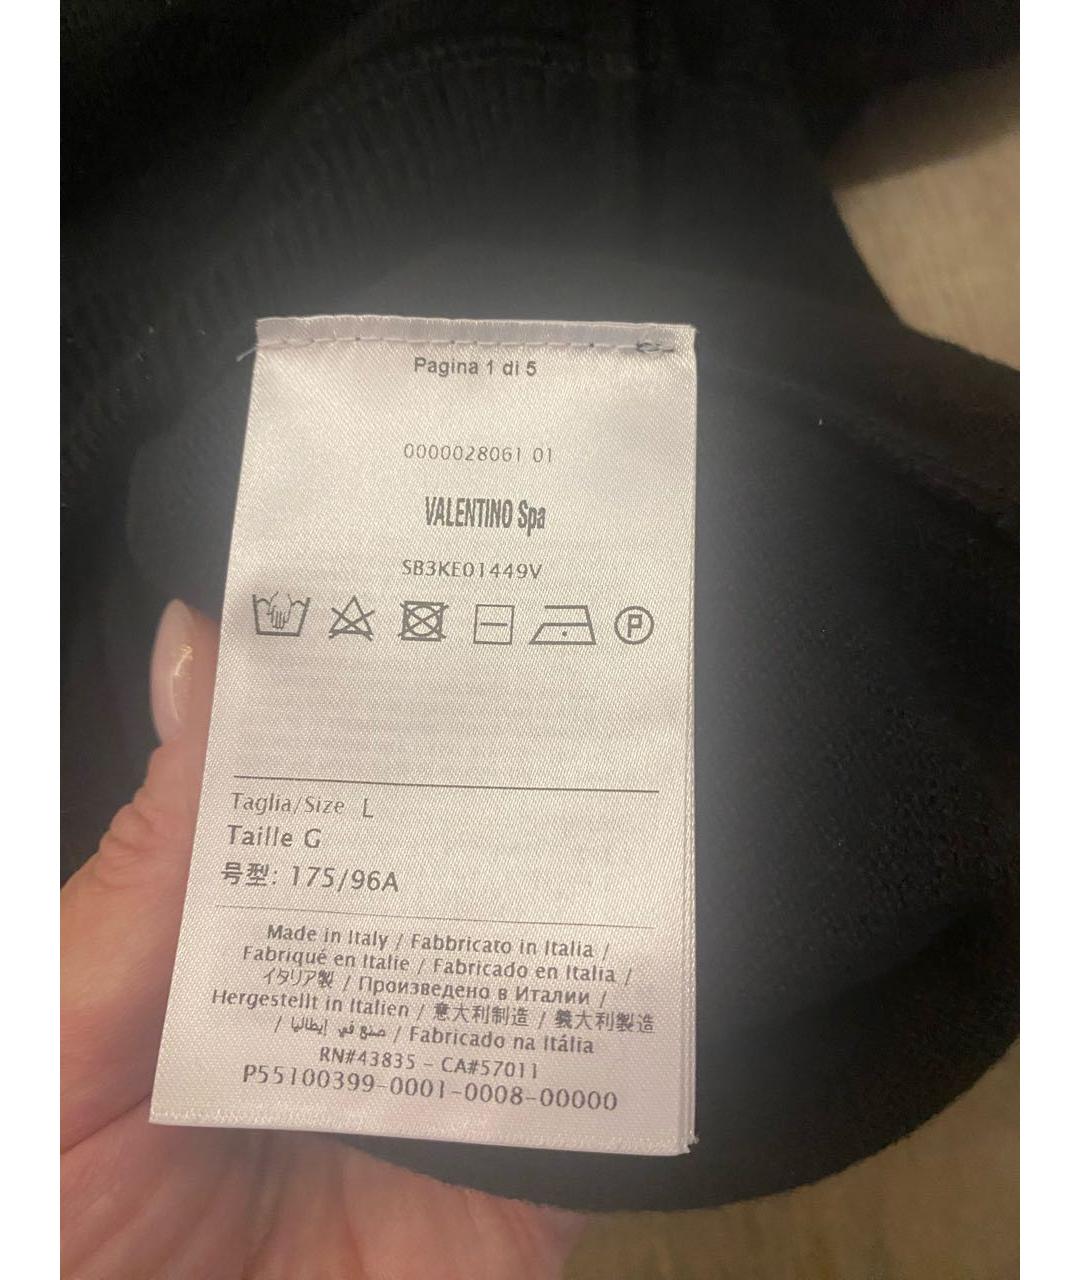 Pagina 1 di 5
0000028061 01
VALENTINO Spa
SB3KE01449V
P
Taglia/Size L
Taille G
号型: 175/96A
Made in Italy / Fabbricato in Italia /
Fabriqué en Italie / Fabricado en Italia /
イタリア製 / Произведено в Италии /
Hergestellt in Italien / 意大利制造 / 義大利製造
/ صنع في إيطاليا / Fabricado na Itália
RN#43835 - CA#57011
P55100399-0001-0008-00000